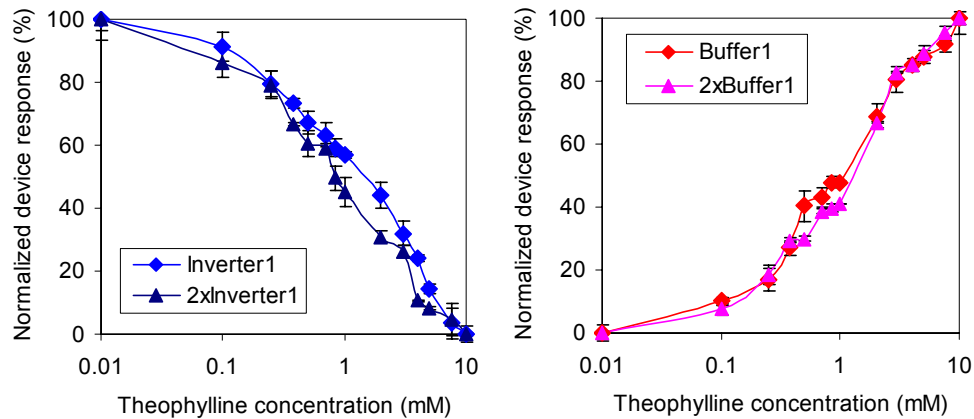 Normalized device response (%)
100
80
60
40
20
0
Inverter1
2xInverter1
0.01
0.1
1
10
Theophylline concentration (mM)
Normalized device response (%)
100
80
60
40
20
0
Buffer1
2xBuffer1
0.01
0.1
1
10
Theophylline concentration (mM)